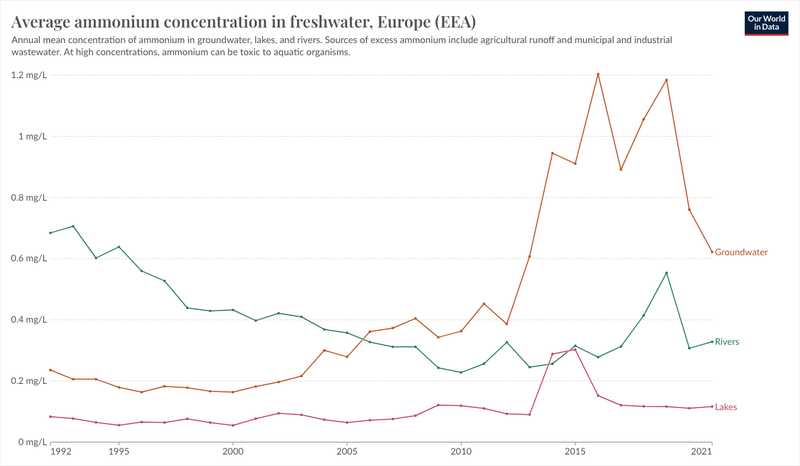 Average ammonium concentration in freshwater, Europe (EEA)
Our World
in Data
Annual mean concentration of ammonium in groundwater, lakes, and rivers. Sources of excess ammonium include agricultural runoff and municipal and industrial
wastewater. At high concentrations, ammonium can be toxic to aquatic organisms.
1.2 mg/L
1 mg/L
0.8 mg/L
0.6 mg/L
Groundwater
0.4 mg/L
Rivers
0.2 mg/L
Lakes
0 mg/L
1992 1995 2000 2005 2010 2015 2021